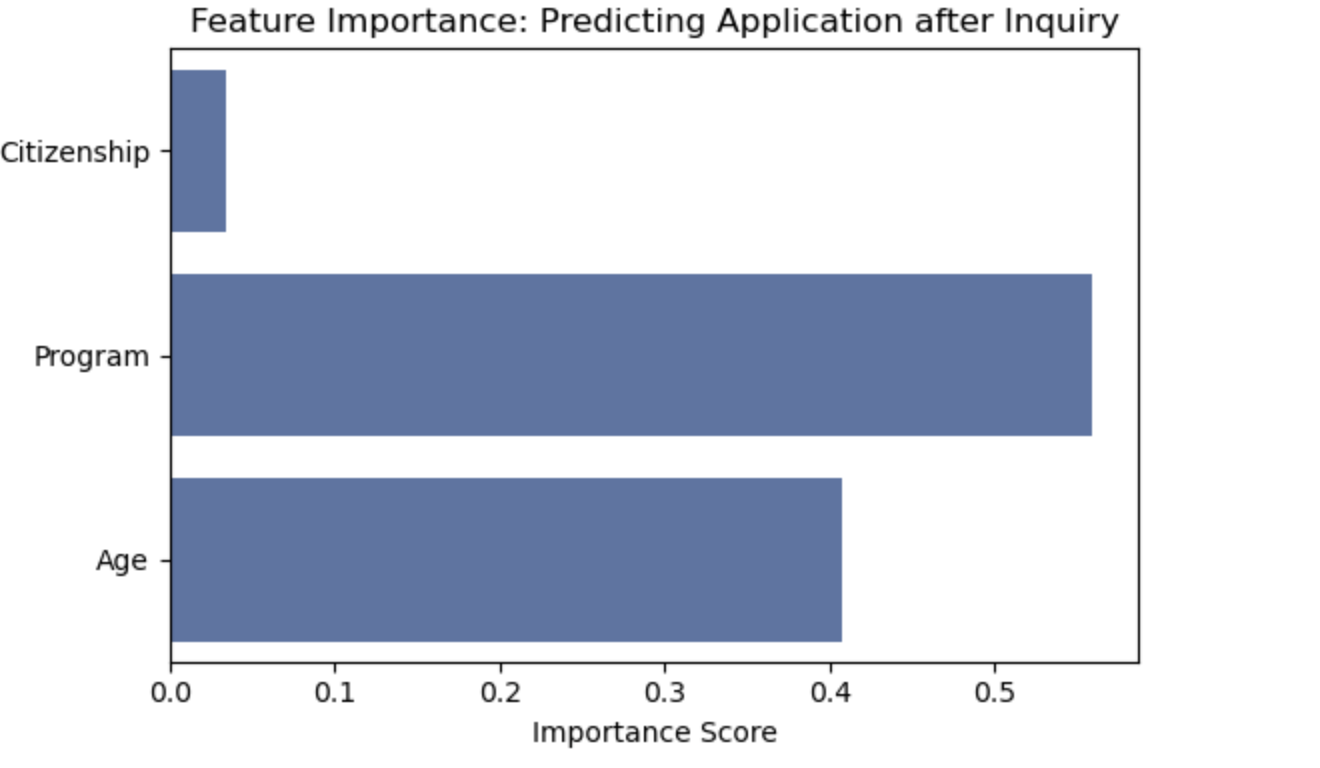 Feature Importance: Predicting Application after Inquiry
Citizenship
Program
Age
0.0 0.1 0.2 0.3 0.4 0.5
Importance Score